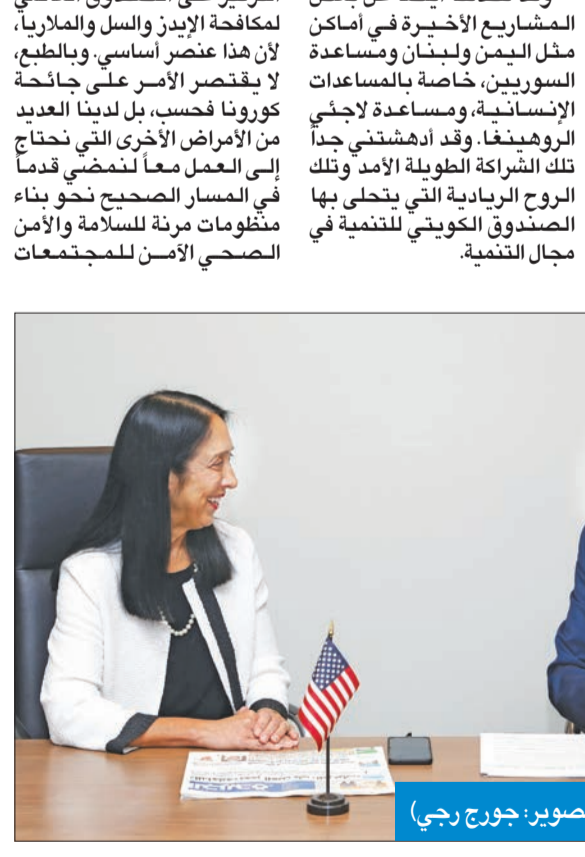 المشاريع الأخيرة في أماكن
مثل اليمن ولبنان ومساعدة
السوريين، خاصة بالمساعدات
الإنسانية، ومساعدة لاجئي
الروهينغا. وقد أدهشتني جداً
تلك الشراكة الطويلة الأمد وتلك
الروح الريادية التي يتحلى بها
الصندوق الكويتي للتنمية في
مجال التنمية.
لمكافحة الإيدز والسل والملاريا،
لأن هذا عنصر أساسي. وبالطبع،
لا يقتصر الأمر على جائحة
كورونا فحسب، بل لدينا العديد
من الأمراض الأخرى التي نحتاج
إلى العمل معاً لنمضي قدماً
في المسار الصحيح نحو بناء
منظومات مرنة للسلامة والأمن
الصحي الآمن للمجتمعات
صوير: جورج رجي)